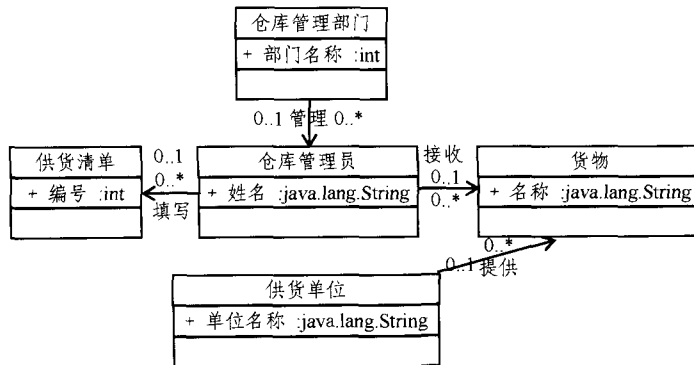 仓库管理部门
+ 部门名称 :int
0..1 管理 0..*
供货清单
+ 编号 :int
0..1
0..*
填写
仓库管理员
+ 姓名 :java.lang.String
接收
0..1
0..*
货物
+ 名称 :java.lang.String
0..*
0..1 提供
供货单位
+ 单位名称 :java.lang.String